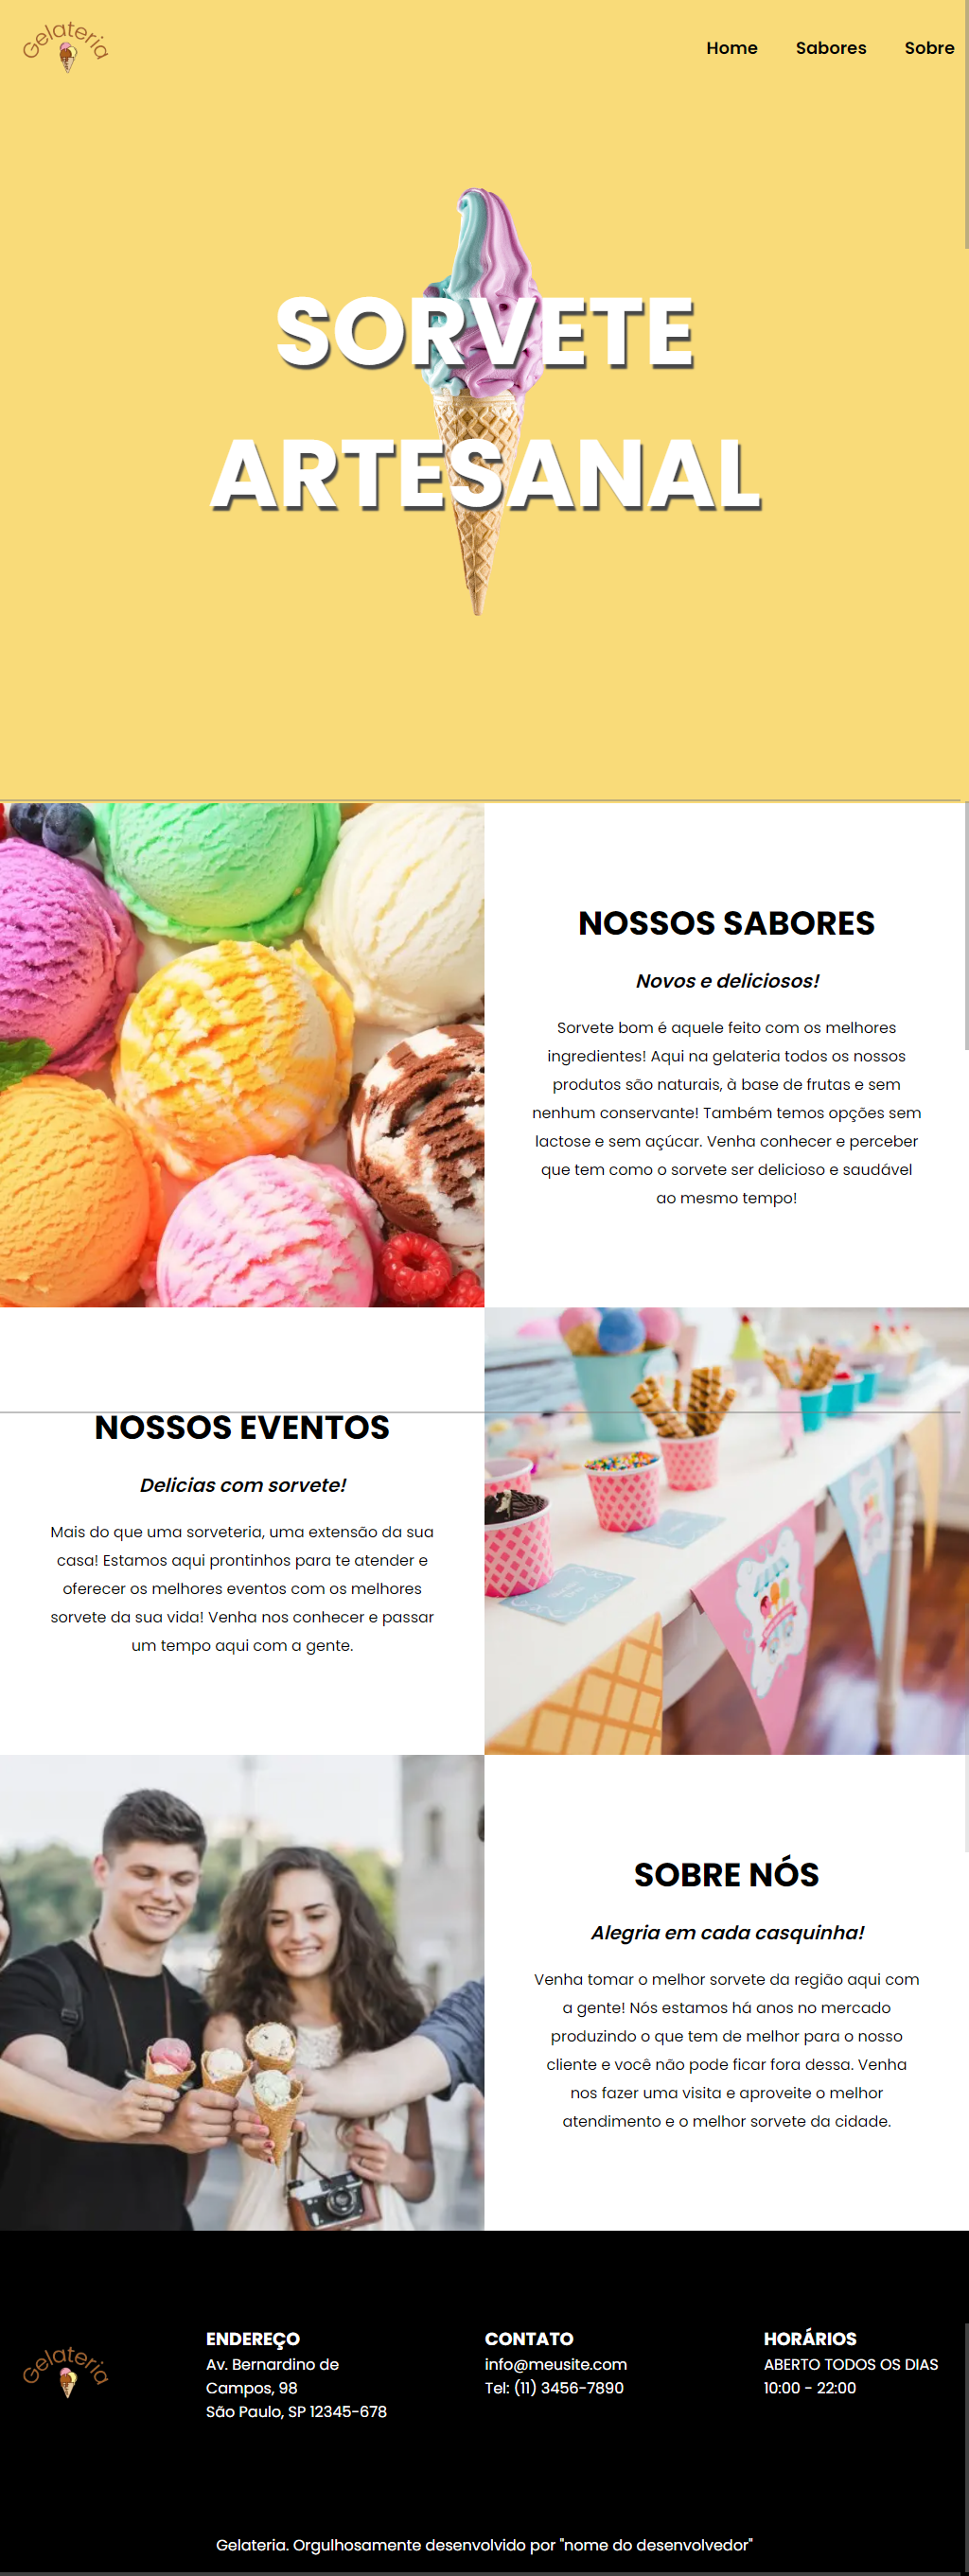 Gelateria
Home Sabores Sobre
SORVETE
ARTESANAL
NOSSOS SABORES
Novos e deliciosos!
Sorvete bom é aquele feito com os melhores
ingredientes! Aqui na gelateria todos os nossos
produtos são naturais, à base de frutas e sem
nenhum conservante! Também temos opções sem
lactose e sem açúcar. Venha conhecer e perceber
que tem como o sorvete ser delicioso e saudável
ao mesmo tempo!
NOSSOS EVENTOS
Delicias com sorvete!
Mais do que uma sorveteria, uma extensão da sua
casa! Estamos aqui prontinhos para te atender e
oferecer os melhores eventos com os melhores
sorvete da sua vida! Venha nos conhecer e passar
um tempo aqui com a gente.
SOBRE NÓS
Alegria em cada casquinha!
Venha tomar o melhor sorvete da região aqui com
a gente! Nós estamos há anos no mercado
produzindo o que tem de melhor para o nosso
cliente e você não pode ficar fora dessa. Venha
nos fazer uma visita e aproveite o melhor
atendimento e o melhor sorvete da cidade.
Gelateria
ENDEREÇO
Av. Bernardino de
Campos, 98
São Paulo, SP 12345-678
CONTATO
info@meusite.com
Tel: (11) 3456-7890
HORÁRIOS
ABERTO TODOS OS DIAS
10:00 - 22:00
Gelateria. Orgulhosamente desenvolvido por "nome do desenvolvedor"